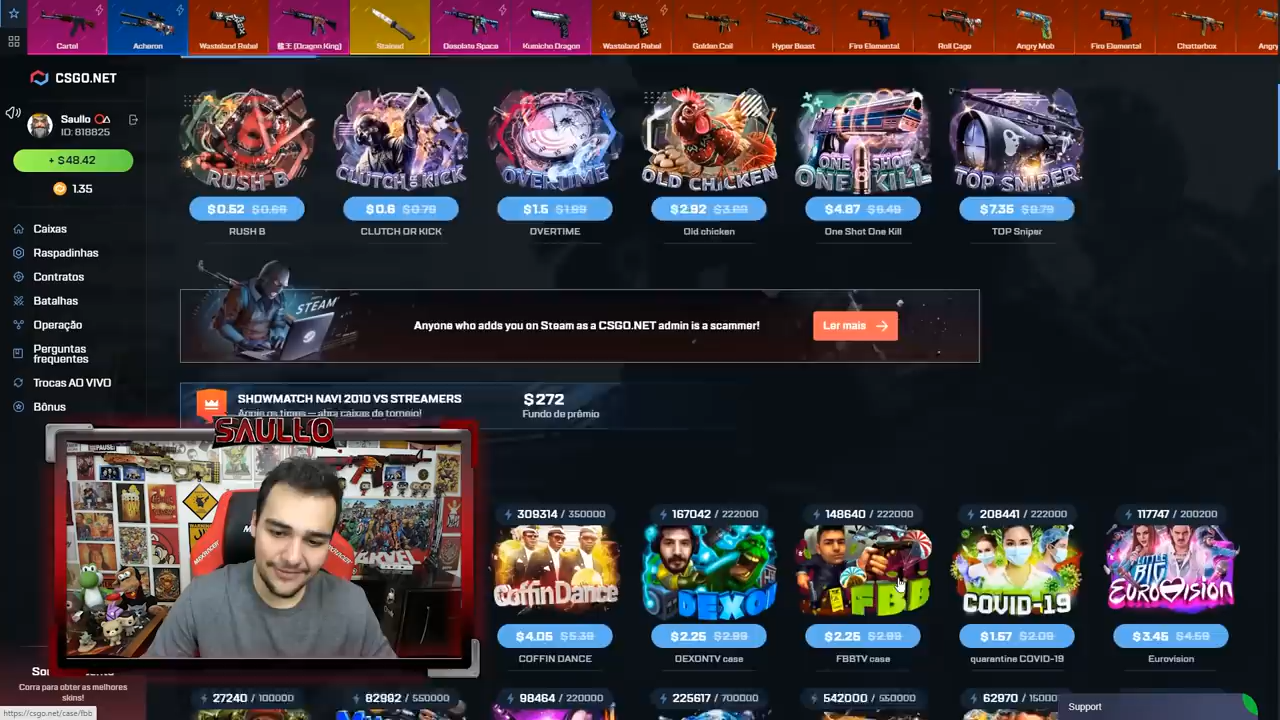 Cartel
Acheron
Wasteland Rebel
龍王 (Dragon King)
Stained
Desolate Space
Kumicho Dragon
Wasteland Rebel
Golden Coil
Hyper Beast
Fire Elemental
Roll Cage
Angry Mob
Fire Elemental
Chatterbox
Angry
CSGO.NET
Saullo
ID: 818825
+ $48.42
1.35
Caixas
Raspadinhas
Contratos
Batalhas
Operação
Perguntas
frequentes
Trocas AO VIVO
Bônus
RUSH B
CLUTCH OR KICK
OVERTIME
OLD CHICKEN
ONE SHOT
ONE KILL
TOP SNIPER
$0.52 $0.69
$0.6 $0.79
$1.5 $1.99
$2.92 $3.89
$4.87 $6.49
$7.35 $9.79
RUSH B
CLUTCH OR KICK
OVERTIME
Old chicken
One Shot One Kill
TOP Sniper
STEAM
Anyone who adds you on Steam as a CSGO.NET admin is a scammer!
Ler mais
SHOWMATCH NAVI 2010 VS STREAMERS
$272
Fundo de prêmio
SAULLO
MARVEL
309314 / 350000
167042 / 222000
148640 / 222000
208441 / 222000
117747 / 200200
Coffin Dance
DEXO
FBB
COVID-19
LITTLE
BIG
EUROVISION
$4.05 $5.39
$2.25 $2.99
$2.25 $2.99
$1.57 $2.09
$3.45 $4.59
COFFIN DANCE
DEXONTV case
FBBTV case
quarantine COVID-19
Eurovision
Corra para obter as melhores
skins!
27240 / 100000
82992 / 550000
98464 / 220000
225617 / 700000
542000 / 550000
62970 / 15000
Support
https://csgo.net/case/fbb